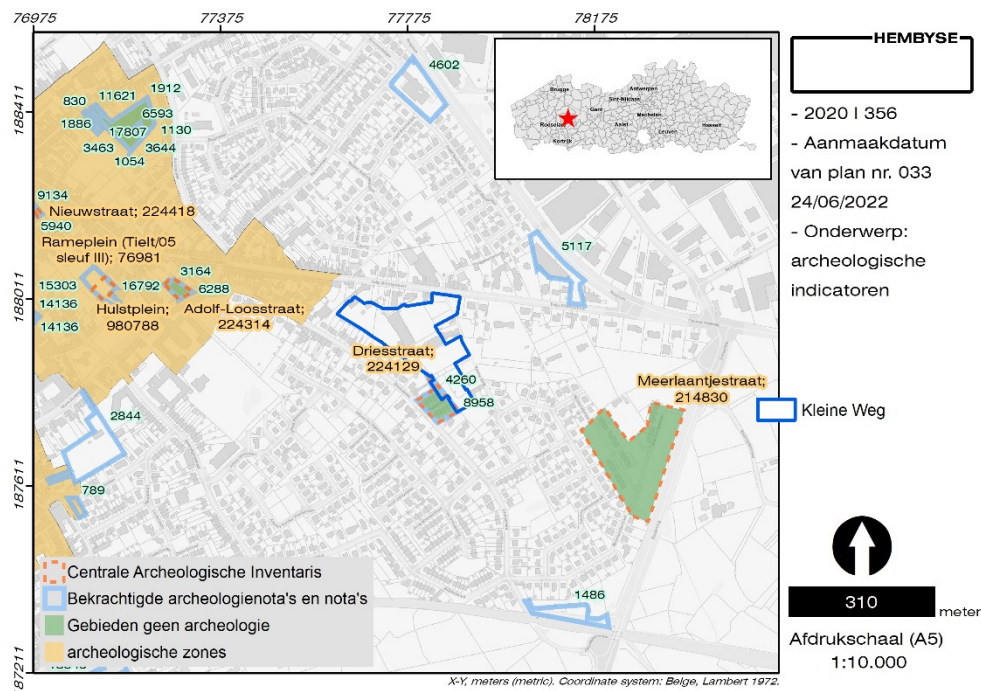 76975
77375
77775
78175
188411
188011
187611
87211
4602
830
11621
1912
6593
1886
17807
1130
3463
3644
1054
9134
Nieuwstraat; 224418
5940
Rameplein (Tielt/05
sleuf III); 76981
3164
15303
16792
6288
14136
Hulstplein;
980788
Adolf-Loosstraat;
224314
14136
5117
Driesstraat;
224129
4260
8958
Meerlaantjestraat;
214830
2844
789
1486
Brugge
Antwerpen
Sint-Niklaas
Gent
Mechelen
Roeselare
Aalst
Leuven
Hasselt
Kortrijk
Centrale Archeologische Inventaris
Bekrachtigde archeologienota's en nota's
Gebieden geen archeologie
archeologische zones
X-Y, meters (metric). Coordinate system: Belge, Lambert 1972.
HEMBYSE
- 2020 I 356
- Aanmaakdatum
van plan nr. 033
24/06/2022
- Onderwerp:
archeologische
indicatoren
Kleine Weg
310
meter
Afdrukschaal (A5)
1:10.000